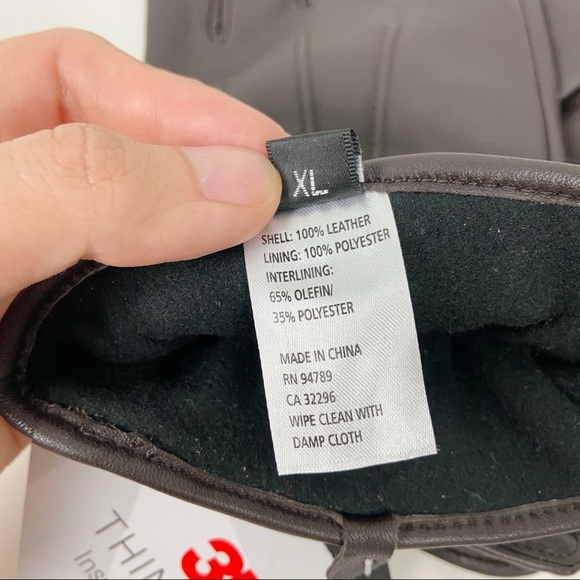 XL
SHELL: 100% LEATHER
LINING: 100% POLYESTER
INTERLINING:
65% OLEFIN/
35% POLYESTER
MADE IN CHINA
RN 94789
CA 32296
WIPE CLEAN WITH
DAMP CLOTH